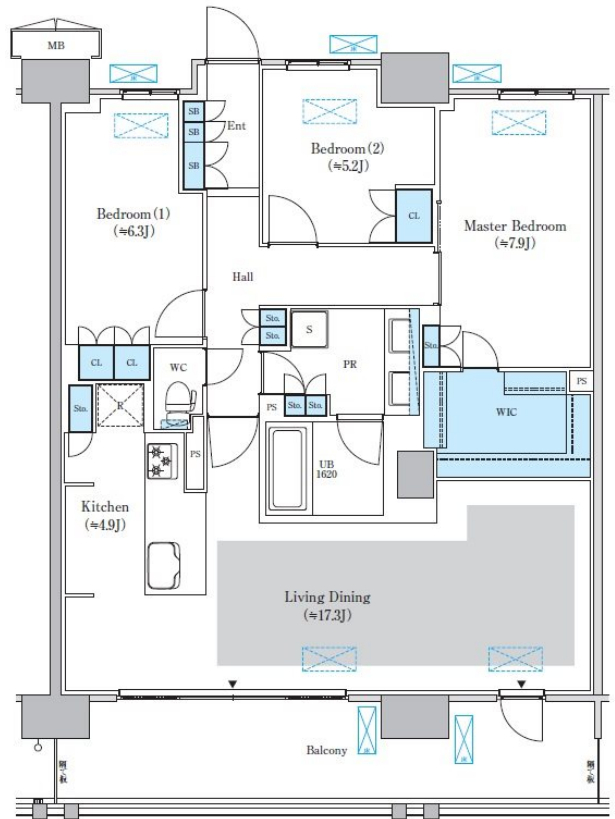 MB
SB
SB
SB
Ent
Bedroom(2)
(≒5.2J)
Bedroom(1)
(≒6.3J)
CL
Master Bedroom
(≒7.9J)
Hall
Sto.
Sto.
S
Sto.
PR
CL
CL
WC
PS
Sto.
R
PS
Sto.
Sto.
WIC
PS
UB
1620
Kitchen
(≒4.9J)
Living Dining
(≒17.3J)
Balcony